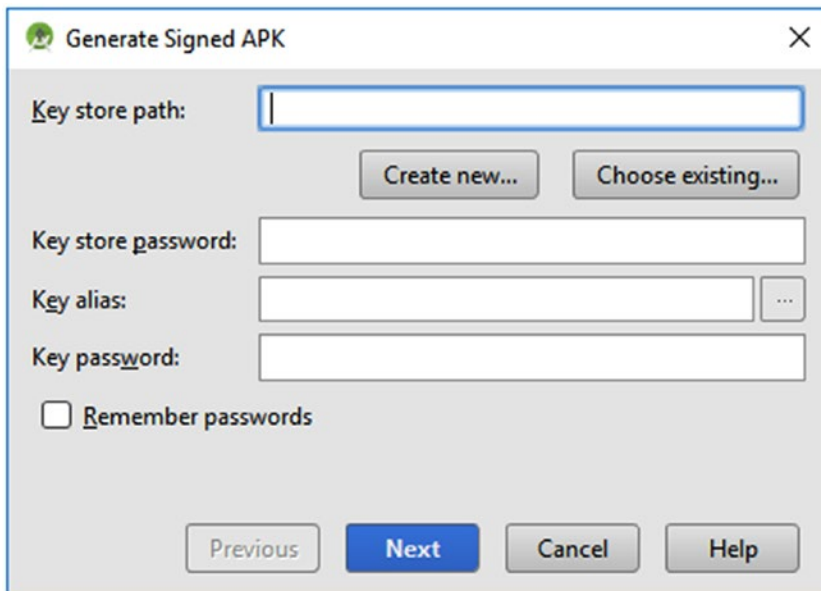 Generate Signed APK
Key store path:
Create new... Choose existing...
Key store password:
Key alias:
...
Key password:
Remember passwords
Previous Next Cancel Help